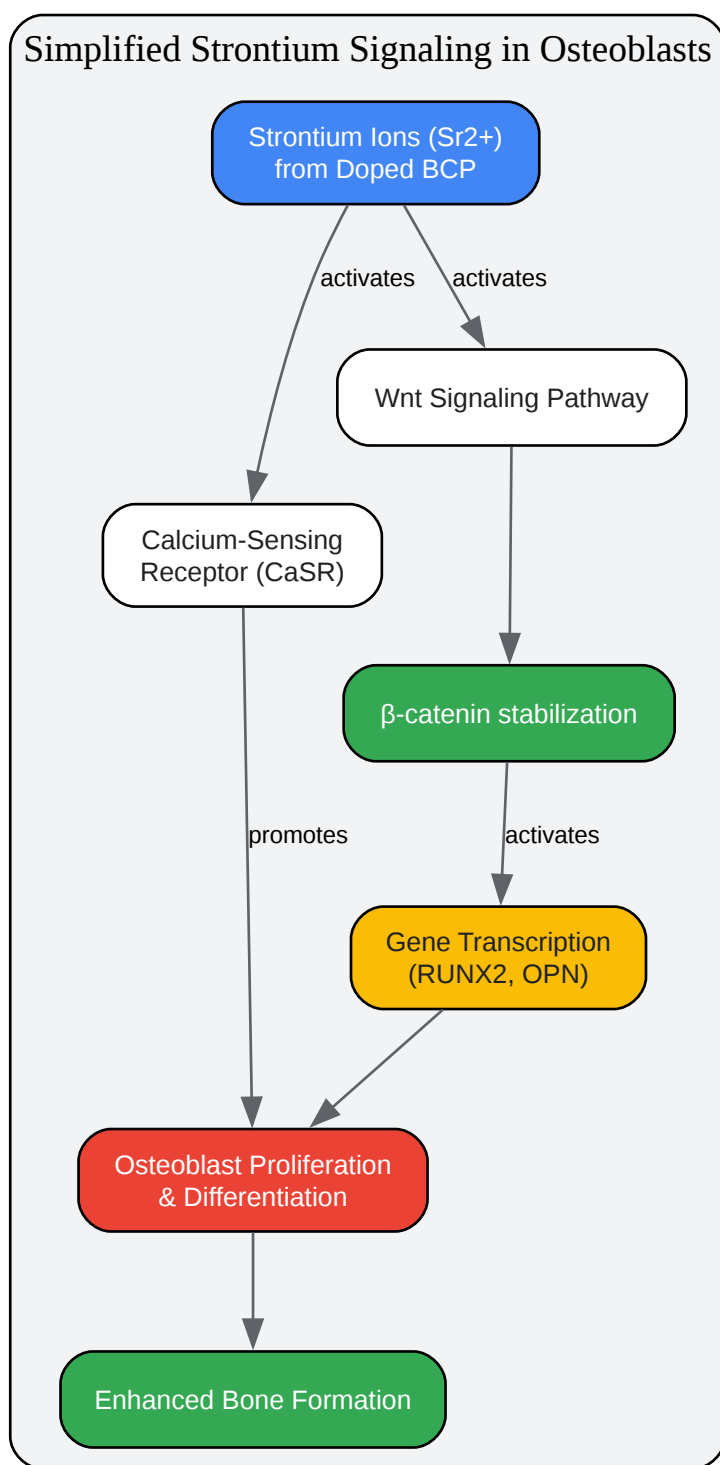 Simplified Strontium Signaling in Osteoblasts
Strontium Ions (Sr2+)
from Doped BCP
activates
activates
Wnt Signaling Pathway
Calcium-Sensing
Receptor (CaSR)
β-catenin stabilization
promotes
activates
Gene Transcription
(RUNX2, OPN)
Osteoblast Proliferation
& Differentiation
Enhanced Bone Formation